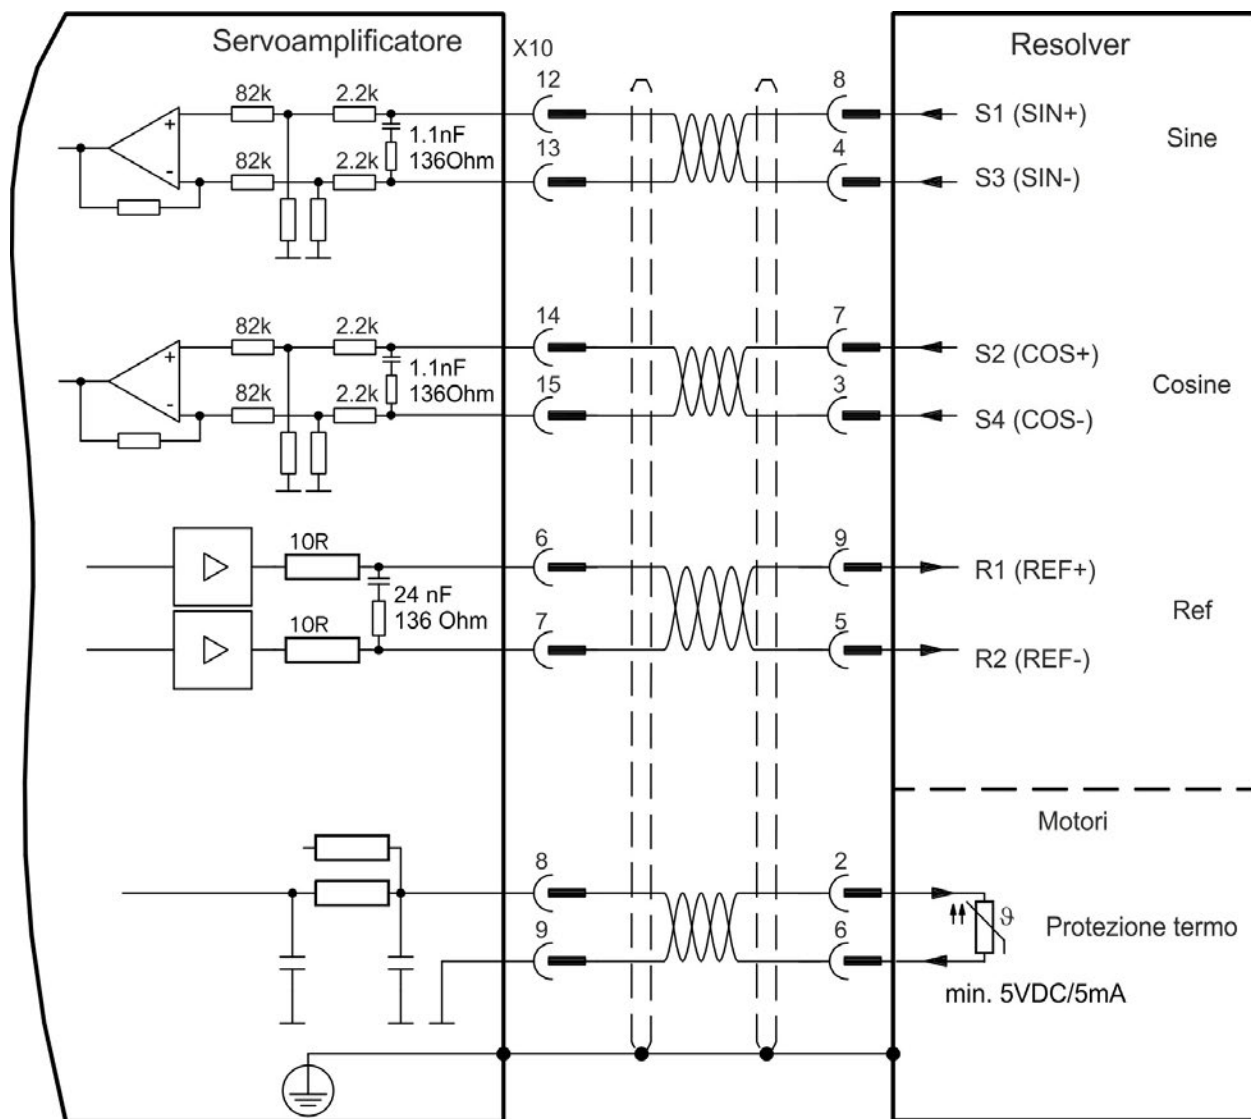 Servoamplificatore
X10
Resolver
82k
2.2k
12
8
S1 (SIN+)
+
1.1nF
136Ohm
Sine
-
82k
2.2k
13
4
S3 (SIN-)
82k
2.2k
14
7
S2 (COS+)
+
1.1nF
136Ohm
Cosine
-
82k
2.2k
15
3
S4 (COS-)
10R
6
9
R1 (REF+)
24 nF
136 Ohm
Ref
10R
7
5
R2 (REF-)
Motori
8
2
ϑ
Protezione termo
9
6
min. 5VDC/5mA